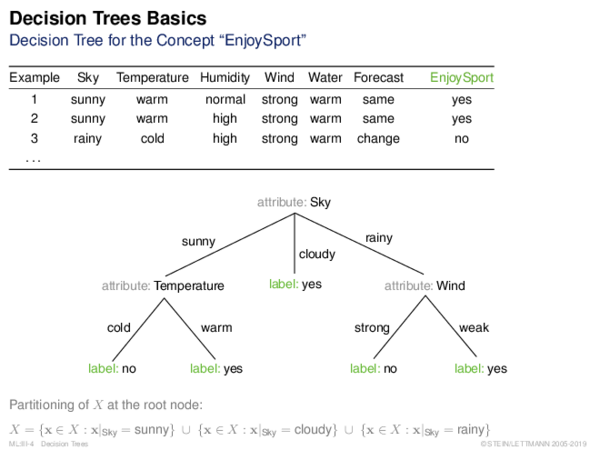 Decision Trees Basics
Decision Tree for the Concept “EnjoySport”
Example Sky Temperature Humidity Wind Water Forecast EnjoySport
1 sunny warm normal strong warm same yes
2 sunny warm high strong warm same yes
3 rainy cold high strong warm change no
...
attribute: Sky
sunny cloudy rainy
attribute: Temperature label: yes attribute: Wind
cold warm strong weak
label: no label: yes label: no label: yes
Partitioning of X at the root node:
X = {x ∈ X : x|Sky = sunny} ∪ {x ∈ X : x|Sky = cloudy} ∪ {x ∈ X : x|Sky = rainy}
ML:III-4 Decision Trees ©STEIN/LETTMANN 2005-2019